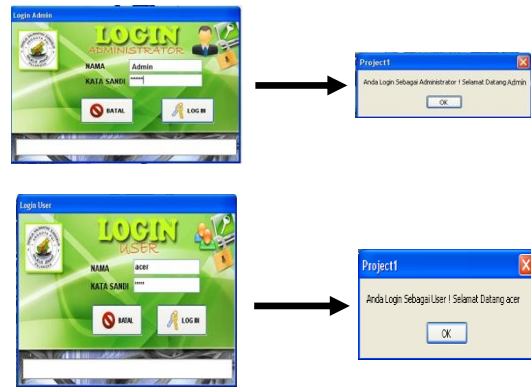 Login Admin
LOGIN
ADMINISTRATOR
NAMA Admin
KATA SANDI *****
BATAL LOG IN
Project1
Anda Login Sebagai Administrator ! Selamat Datang Admin
OK
Login User
LOGIN
USER
NAMA acer
KATA SANDI ****
BATAL LOG IN
Project1
Anda Login Sebagai User ! Selamat Datang acer
OK